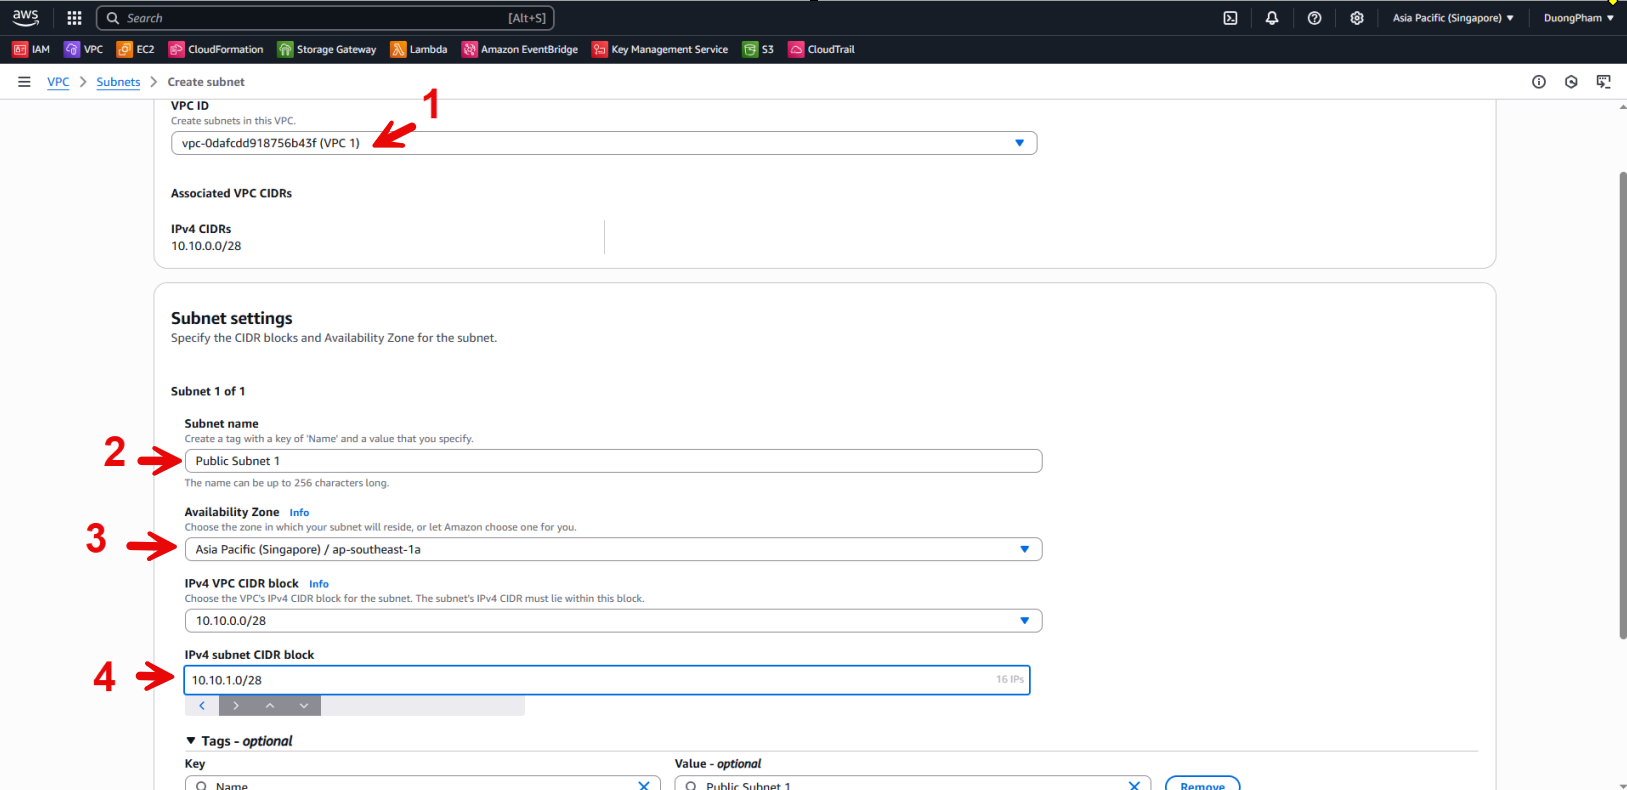 aws
Search [Alt+S]
Asia Pacific (Singapore) ▼ DuongPham ▼
IAM VPC EC2 CloudFormation Storage Gateway Lambda Amazon EventBridge Key Management Service S3 CloudTrail
VPC > Subnets > Create subnet
1
VPC ID
Create subnets in this VPC.
vpc-0dafcdd918756b43f (VPC 1)
Associated VPC CIDRs
IPv4 CIDRs
10.10.0.0/28
Subnet settings
Specify the CIDR blocks and Availability Zone for the subnet.
Subnet 1 of 1
Subnet name
Create a tag with a key of 'Name' and a value that you specify.
2
Public Subnet 1
The name can be up to 256 characters long.
Availability Zone Info
Choose the zone in which your subnet will reside, or let Amazon choose one for you.
3
Asia Pacific (Singapore) / ap-southeast-1a
IPv4 VPC CIDR block Info
Choose the VPC's IPv4 CIDR block for the subnet. The subnet's IPv4 CIDR must lie within this block.
10.10.0.0/28
IPv4 subnet CIDR block
4
10.10.1.0/28 16 IPs
▼ Tags - optional
Key Value - optional
Name Public Subnet 1 Remove